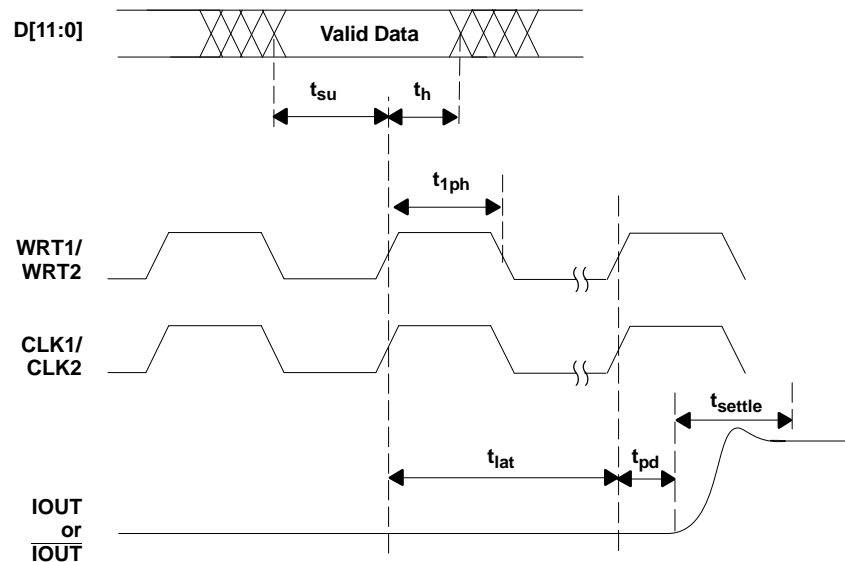 D[11:0]
Valid Data
tsu
th
t1ph
WRT1/
WRT2
CLK1/
CLK2
tsettle
tlat
tpd
IOUT
or
IOUT